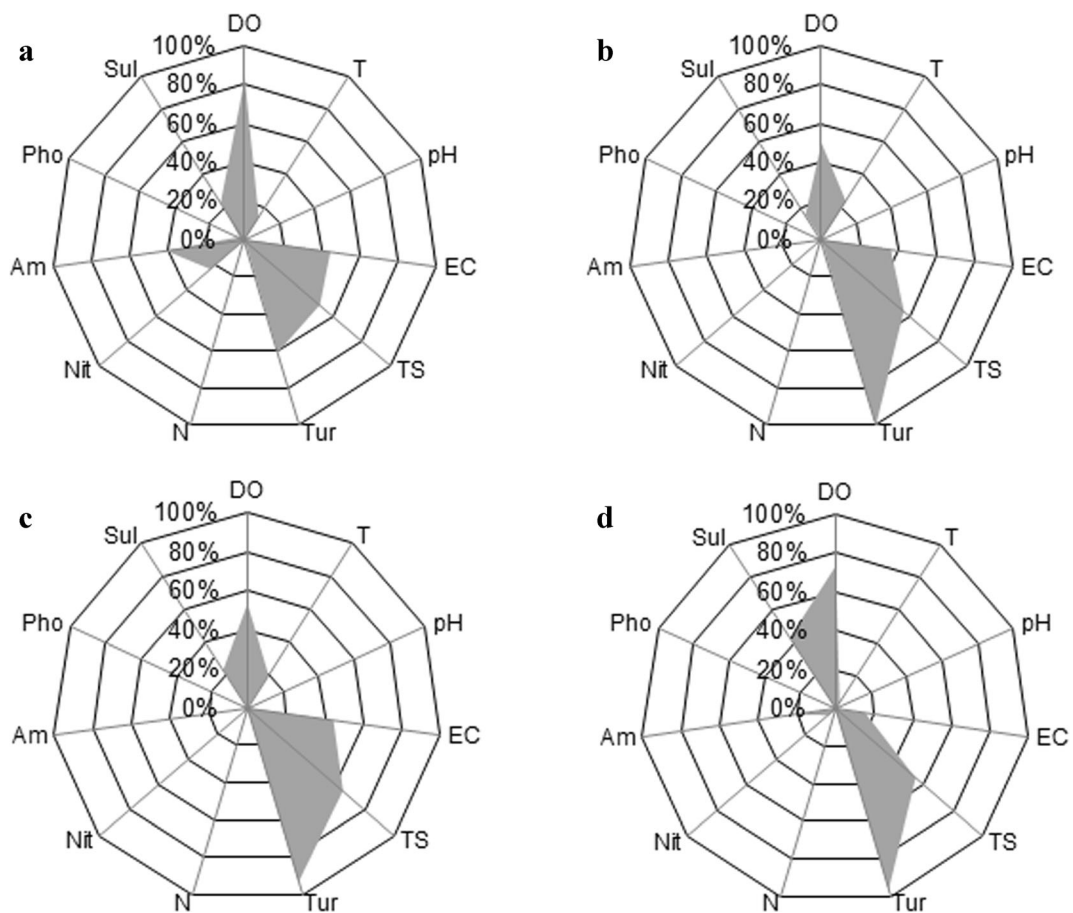 a
DO
100%
Sul
T
80%
60%
Pho
pH
40%
20%
0%
Am
EC
Nit
TS
N
Tur
b
DO
100%
Sul
T
80%
60%
Pho
pH
40%
20%
0%
Am
EC
Nit
TS
N
Tur
c
DO
100%
Sul
T
80%
60%
Pho
pH
40%
20%
0%
Am
EC
Nit
TS
N
Tur
d
DO
100%
Sul
T
80%
60%
Pho
pH
40%
20%
0%
Am
EC
Nit
TS
N
Tur